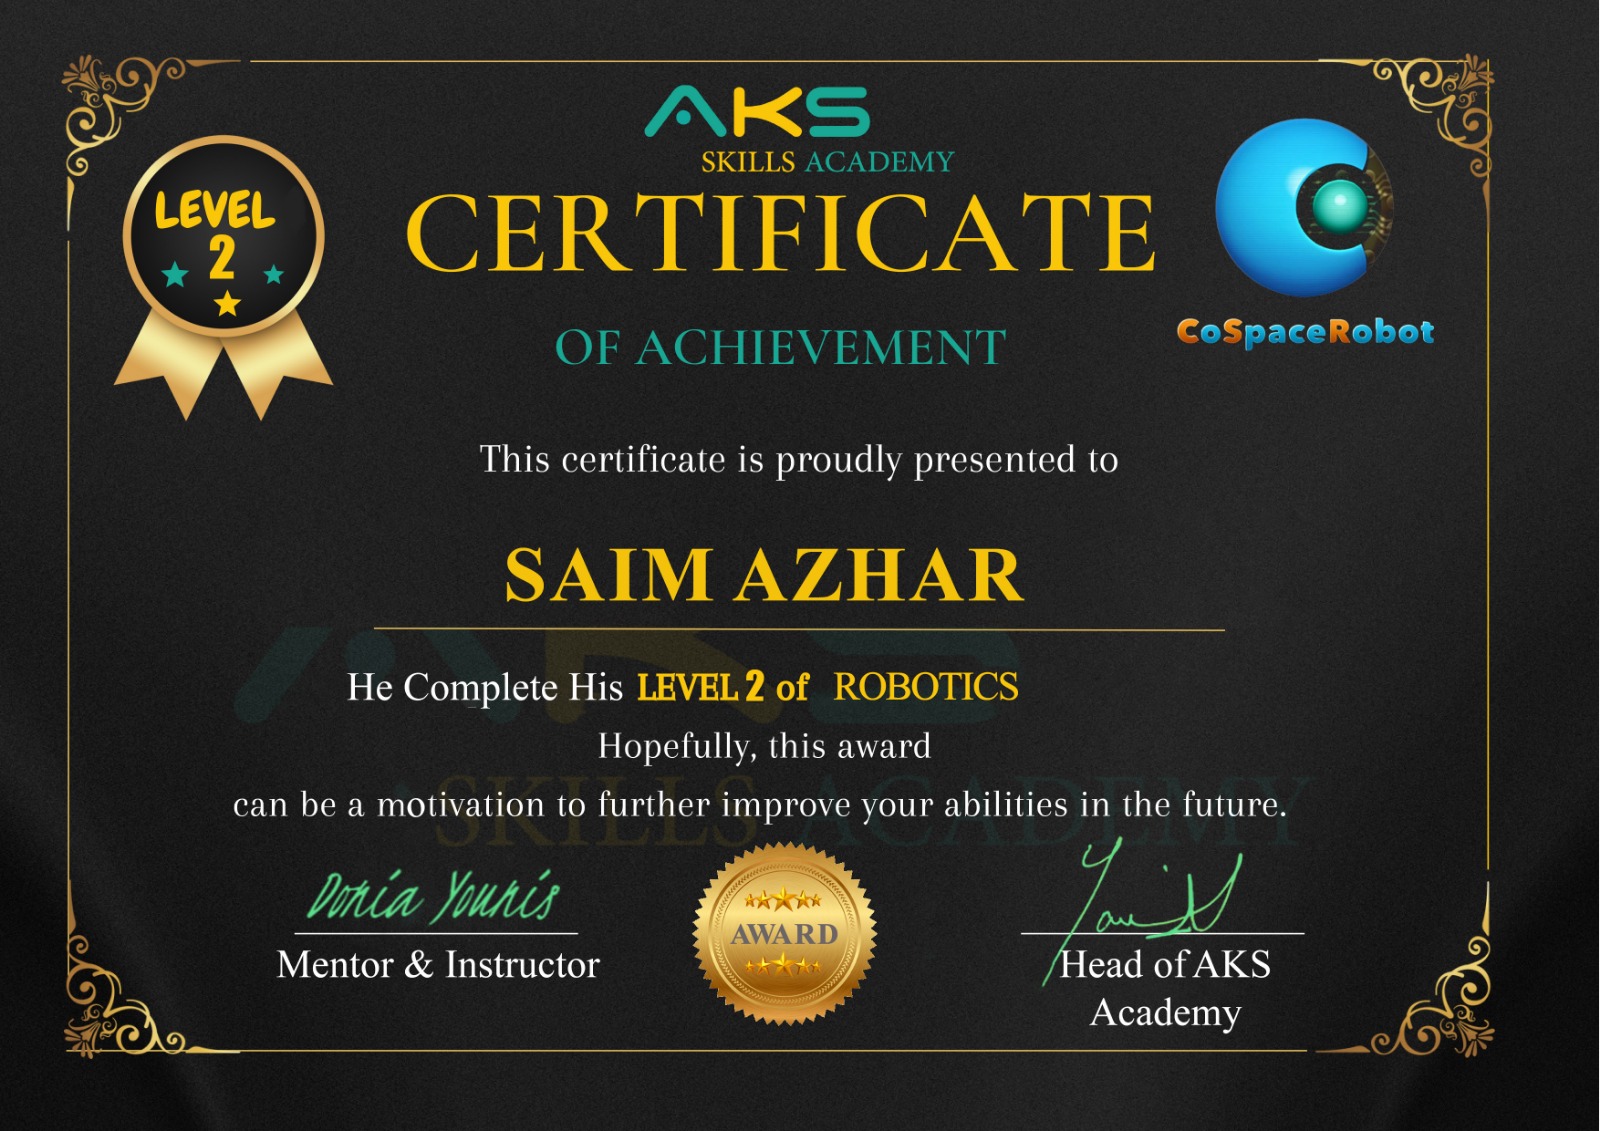 AKS
SKILLS ACADEMY
LEVEL
2
CERTIFICATE
CoSpaceRobot
OF ACHIEVEMENT
This certificate is proudly presented to
SAIM AZHAR
He Complete His LEVEL 2 of ROBOTICS
Hopefully, this award
can be a motivation to further improve your abilities in the future.
AKS
SKILLS ACADEMY
Donia Younis
Mentor & Instructor
AWARD
Head of AKS
Academy